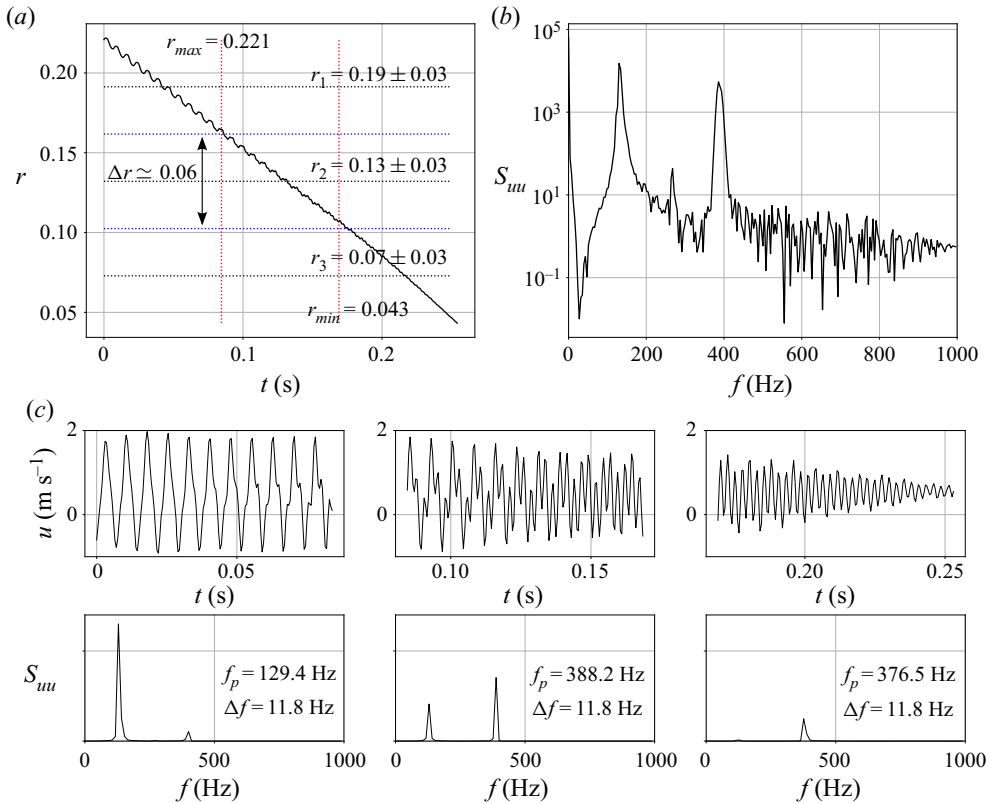 (a)
r_max = 0.221
r_1 = 0.19 ± 0.03
r_2 = 0.13 ± 0.03
Δr ≃ 0.06
r_3 = 0.07 ± 0.03
r_min = 0.043
r
0.20
0.15
0.10
0.05
0
0.1
0.2
t (s)
(b)
S_uu
10^5
10^3
10^1
10^−1
0
200
400
600
800
1000
f (Hz)
(c)
u (m s^−1)
2
0
0
0.05
t (s)
2
0
0.10
0.15
t (s)
2
0
0.20
0.25
t (s)
S_uu
f_p = 129.4 Hz
Δf = 11.8 Hz
0
500
1000
f (Hz)
f_p = 388.2 Hz
Δf = 11.8 Hz
0
500
1000
f (Hz)
f_p = 376.5 Hz
Δf = 11.8 Hz
0
500
1000
f (Hz)